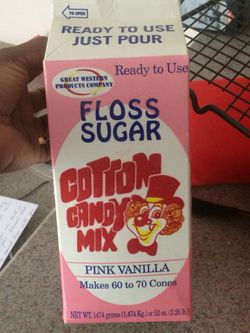 TO OPEN
READY TO USE
JUST POUR
GREAT WESTERN
PRODUCTS COMPANY
Ready to Use
FLOSS
SUGAR
COTTON
CANDY
MIX
PINK VANILLA
Makes 60 to 70 Cones
NET WT. 1474 grams (1,474 Kg.) or 52 oz. (3.25 lb.)